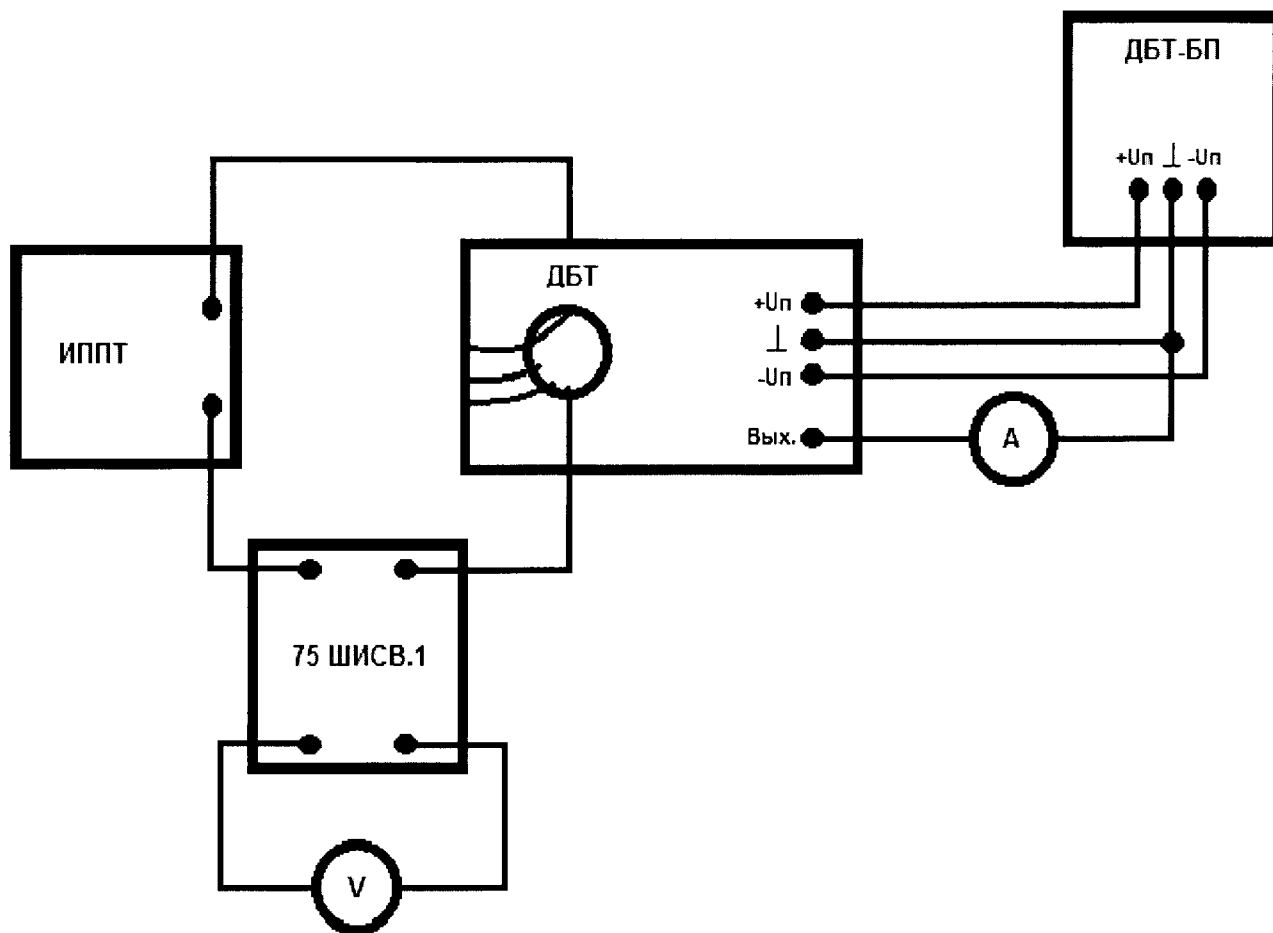 ДБТ-БП
+Uп ⊥ -Uп
ИППТ
ДБТ
+Uп
⊥
-Uп
Вых.
A
75 ШИСВ.1
V